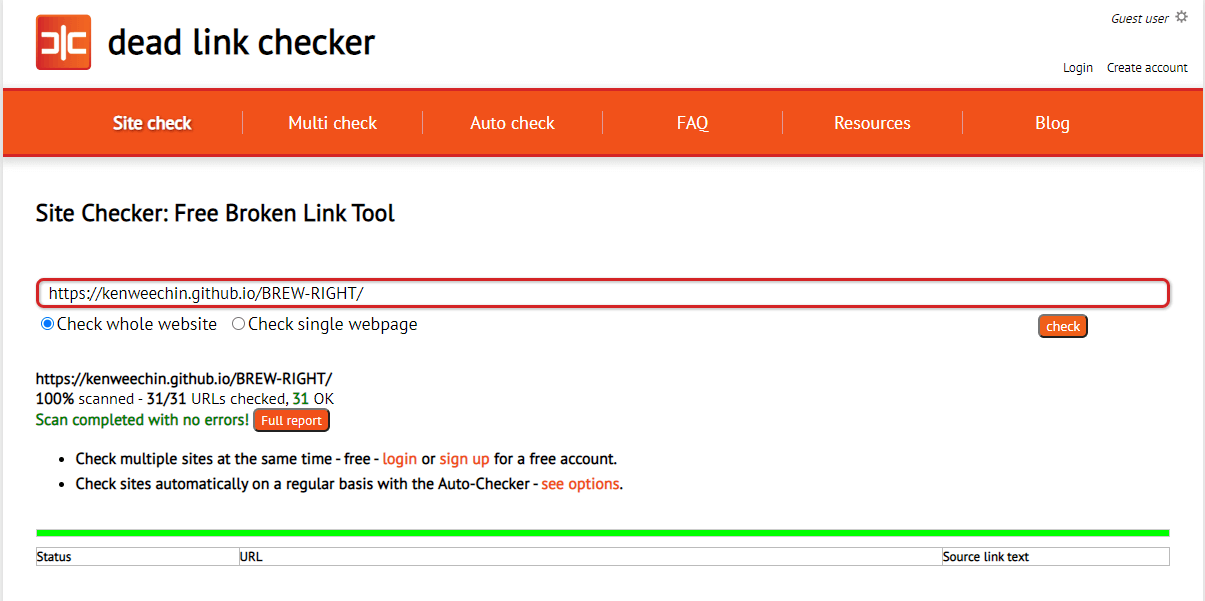 Guest user
dead link checker
Login Create account
Site check Multi check Auto check FAQ Resources Blog
Site Checker: Free Broken Link Tool
https://kenweechin.github.io/BREW-RIGHT/
Check whole website Check single webpage check
https://kenweechin.github.io/BREW-RIGHT/
100% scanned - 31/31 URLs checked, 31 OK
Scan completed with no errors! Full report
• Check multiple sites at the same time - free - login or sign up for a free account.
• Check sites automatically on a regular basis with the Auto-Checker - see options.
Status URL Source link text